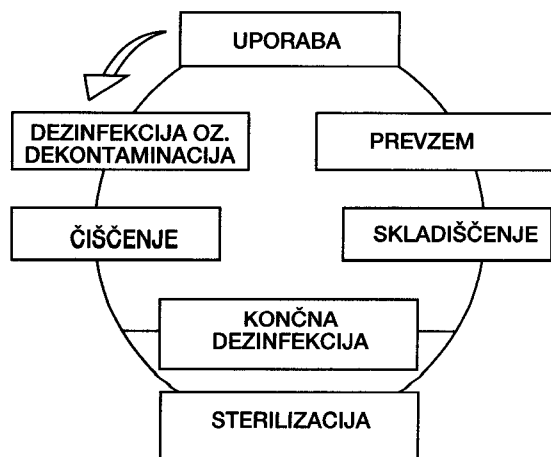 UPORABA
DEZINFEKCIJA OZ.
DEKONTAMINACIJA
PREVZEM
ČIŠČENJE
SKLADIŠČENJE
KONČNA
DEZINFEKCIJA
STERILIZACIJA